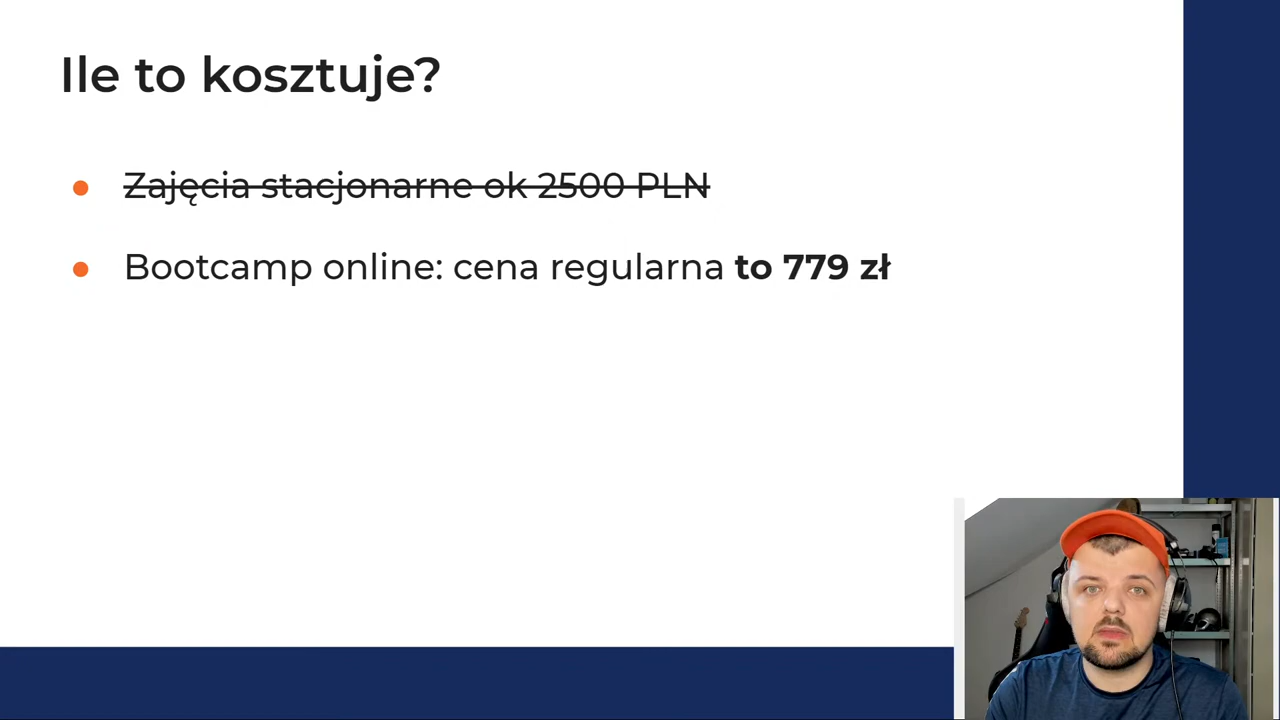 Ile to kosztuje?
Zajęcia stacjonarne ok 2500 PLN
Bootcamp online: cena regularna to 779 zł